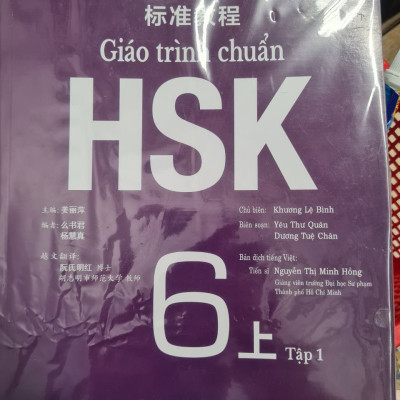 标准教程
Giáo trình chuẩn
HSK
主编: 姜丽萍
编者: 么书君
杨慧真
越文翻译:
阮氏明红 博士
胡志明市师范大学 教师
Chủ biên: Khương Lệ Bình
Biên soạn: Yêu Thư Quân
Dương Tuệ Chân
Bản dịch tiếng Việt:
Tiến sĩ Nguyễn Thị Minh Hồng
Giảng viên trường Đại học Sư phạm
Thành phố Hồ Chí Minh
6上 Tập 1